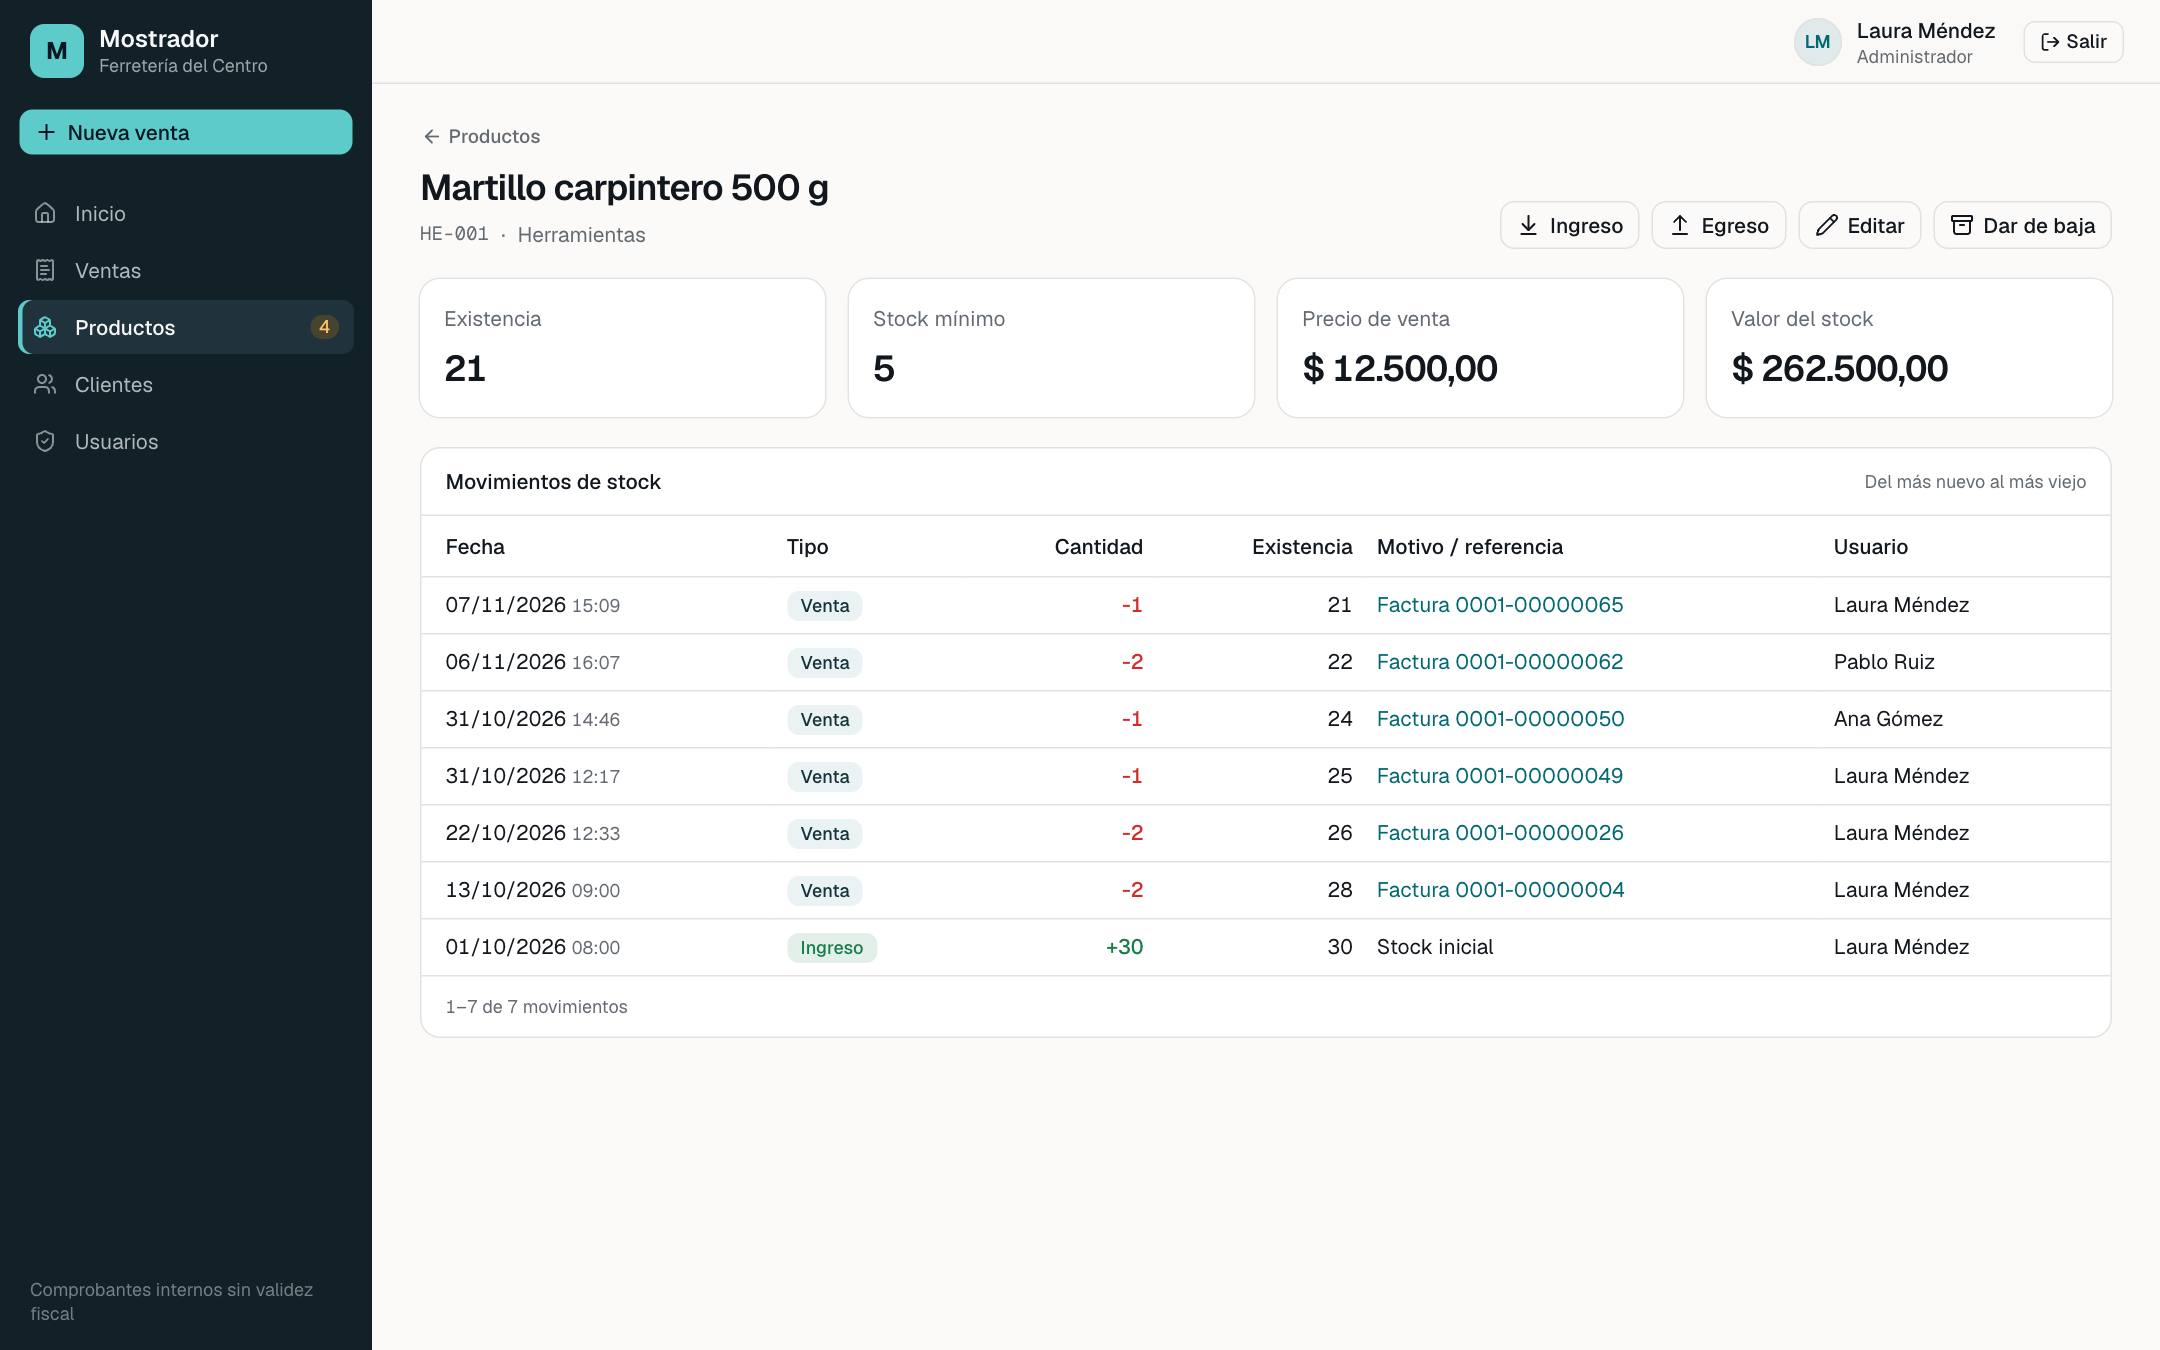 M
Mostrador
Ferretería del Centro
Nueva venta
Inicio
Ventas
Productos 4
Clientes
Usuarios
Comprobantes internos sin validez
fiscal
LM
Laura Méndez
Administrador
Salir
Productos
Martillo carpintero 500 g
HE-001 · Herramientas
Ingreso Egreso Editar Dar de baja
Existencia
21
Stock mínimo
5
Precio de venta
$ 12.500,00
Valor del stock
$ 262.500,00
Movimientos de stock Del más nuevo al más viejo
Fecha Tipo Cantidad Existencia Motivo / referencia Usuario
07/11/2026 15:09 Venta -1 21 Factura 0001-00000065 Laura Méndez
06/11/2026 16:07 Venta -2 22 Factura 0001-00000062 Pablo Ruiz
31/10/2026 14:46 Venta -1 24 Factura 0001-00000050 Ana Gómez
31/10/2026 12:17 Venta -1 25 Factura 0001-00000049 Laura Méndez
22/10/2026 12:33 Venta -2 26 Factura 0001-00000026 Laura Méndez
13/10/2026 09:00 Venta -2 28 Factura 0001-00000004 Laura Méndez
01/10/2026 08:00 Ingreso +30 30 Stock inicial Laura Méndez
1–7 de 7 movimientos